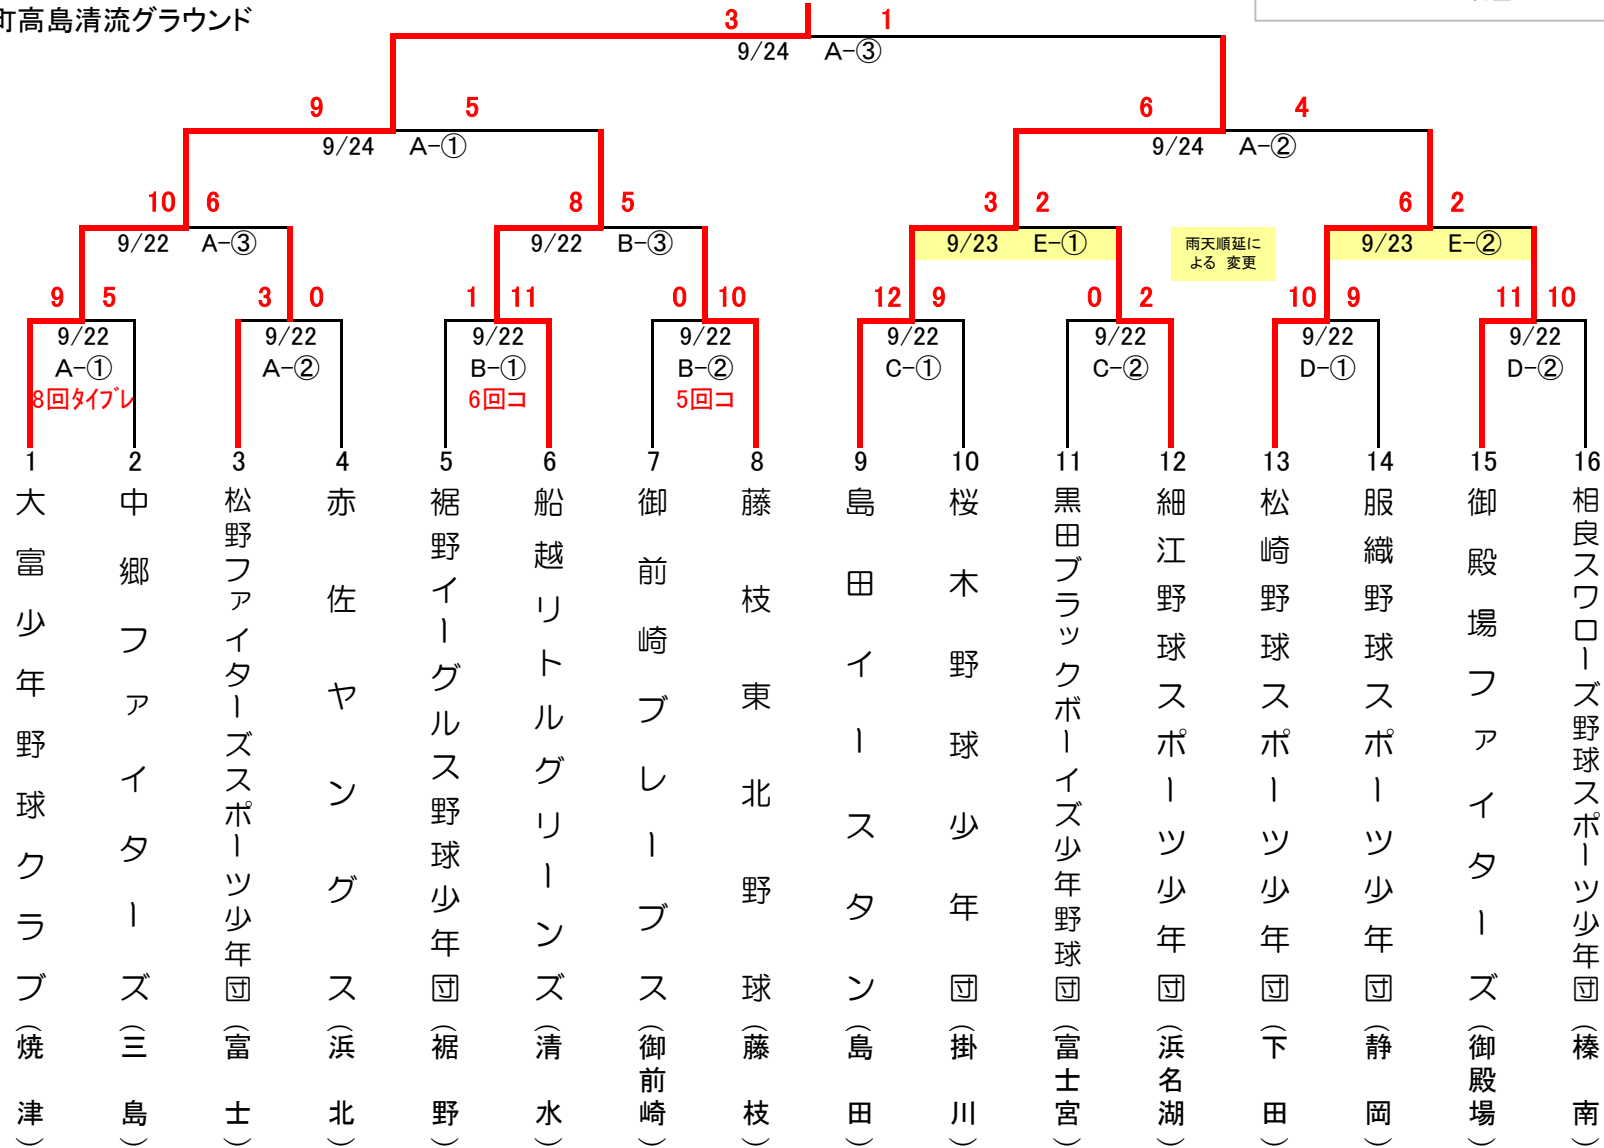 町高島清流グラウンド
3 1
9/24 A-③
9 5
9/24 A-①
6 4
9/24 A-②
10 6
9/22 A-③
8 5
9/22 B-③
3 2
9/23 E-①
雨天順延に
よる 変更
6 2
9/23 E-②
9 5
9/22
A-①
8回タイブレ
3 0
9/22
A-②
1 11
9/22
B-①
6回コ
0 10
9/22
B-②
5回コ
12 9
9/22
C-①
0 2
9/22
C-②
10 9
9/22
D-①
11 10
9/22
D-②
1
大富少年野球クラブ(焼津)
2
中郷ファイターズ(三島)
3
松野ファイターズスポーツ少年団(富士)
4
赤佐ヤングス(浜北)
5
裾野イーグルス野球少年団(裾野)
6
船越リトルグリーンズ(清水)
7
御前崎ブレーブス(御前崎)
8
藤枝東北野球(藤枝)
9
島田イースタン(島田)
10
桜木野球少年団(掛川)
11
黒田ブラックボーイズ少年野球団(富士宮)
12
細江野球スポーツ少年団(浜名湖)
13
松崎野球スポーツ少年団(下田)
14
服織野球スポーツ少年団(静岡)
15
御殿場ファイターズ(御殿場)
16
相良スワローズ野球スポーツ少年団(榛南)